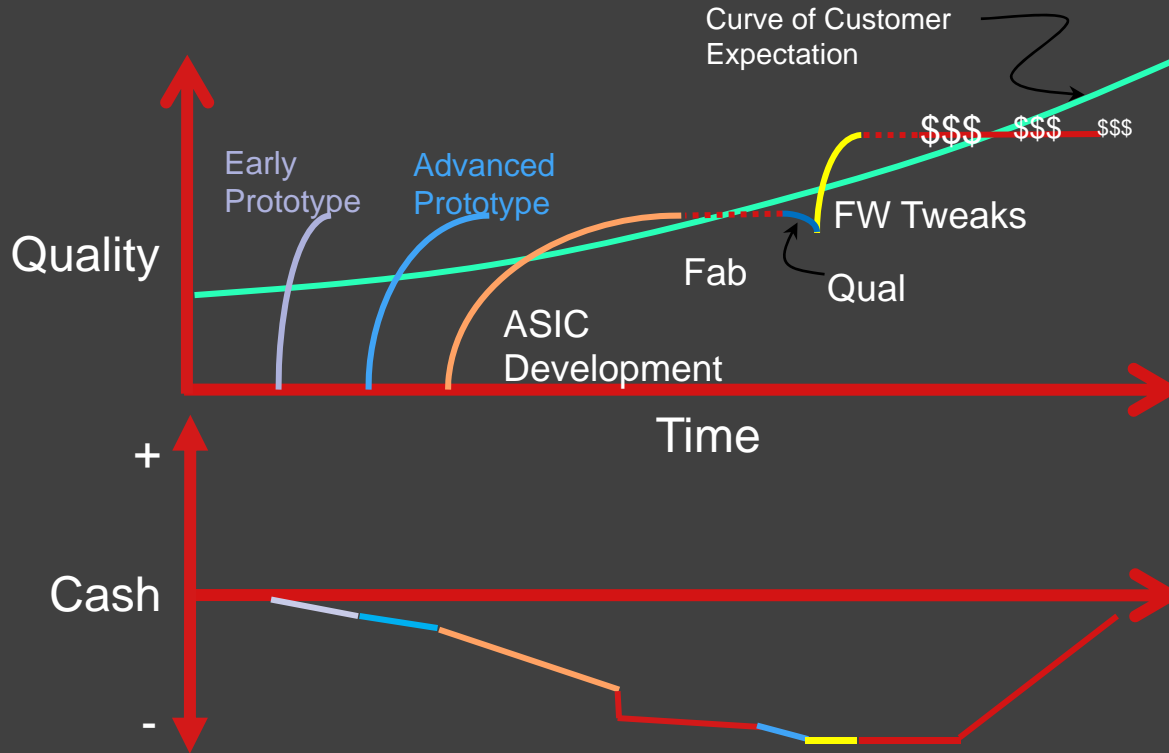 Curve of Customer
Expectation
$$$ $$$ $$$
Early
Prototype
Advanced
Prototype
FW Tweaks
Quality
Fab
Qual
ASIC
Development
Time
+
Cash
-